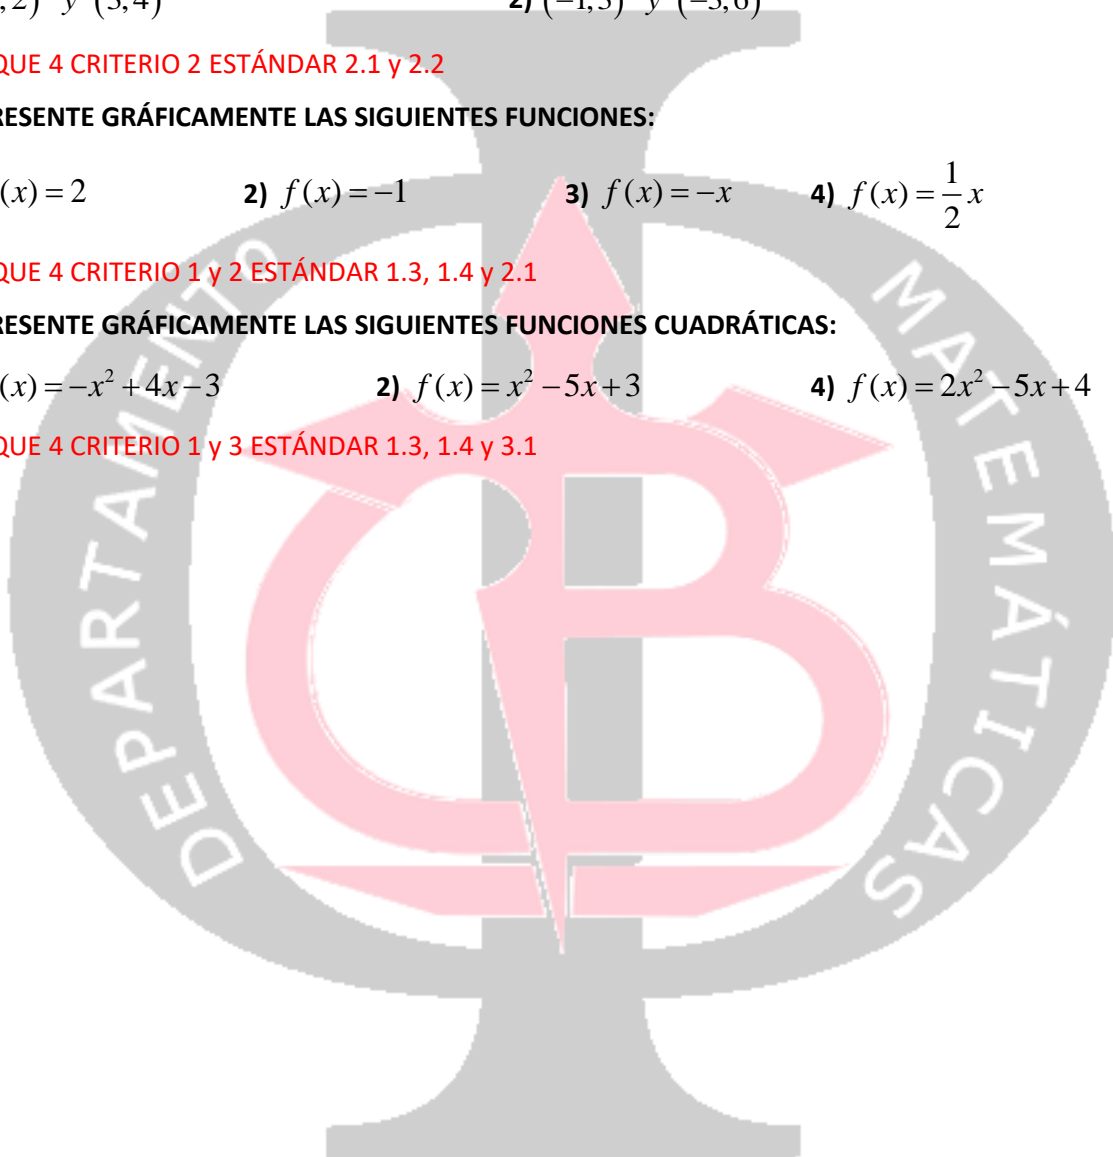 ,2) y (3,4) 2) (−1,5) y (−3,6)
QUE 4 CRITERIO 2 ESTÁNDAR 2.1 y 2.2
RESENTE GRÁFICAMENTE LAS SIGUIENTES FUNCIONES:
(x) = 2 2) f(x) = −1 3) f(x) = −x 4) f(x) = 1/2 x
QUE 4 CRITERIO 1 y 2 ESTÁNDAR 1.3, 1.4 y 2.1
RESENTE GRÁFICAMENTE LAS SIGUIENTES FUNCIONES CUADRÁTICAS:
(x) = −x² + 4x − 3 2) f(x) = x² − 5x + 3 4) f(x) = 2x² − 5x + 4
QUE 4 CRITERIO 1 y 3 ESTÁNDAR 1.3, 1.4 y 3.1
DEPARTAMENTO
MATEMÁTICAS